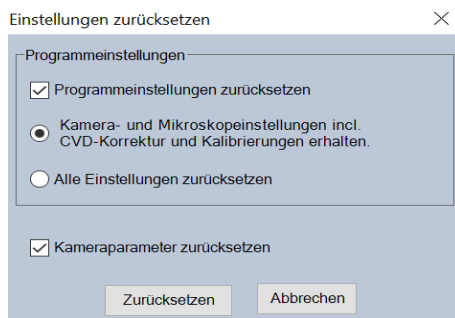 Einstellungen zurücksetzen
Programmeinstellungen
Programmeinstellungen zurücksetzen
Kamera- und Mikroskopeinstellungen incl.
CVD-Korrektur und Kalibrierungen erhalten.
Alle Einstellungen zurücksetzen
Kameraparameter zurücksetzen
Zurücksetzen Abbrechen